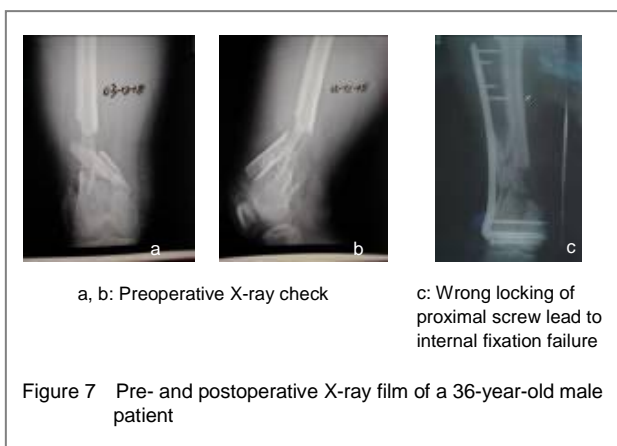 a
b
c
a, b: Preoperative X-ray check
c: Wrong locking of
proximal screw lead to
internal fixation failure
Figure 7 Pre- and postoperative X-ray film of a 36-year-old male
patient